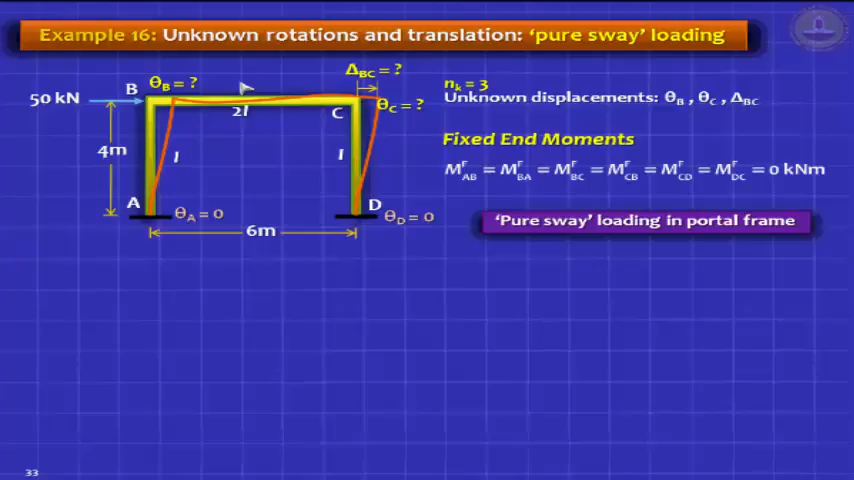 Example 16: Unknown rotations and translation: ‘pure sway’ loading
Δ_BC = ?
θ_B = ?
B
50 kN
2I
C
θ_C = ?
4m
I
I
A
θ_A = 0
D
θ_D = 0
6m
n_k = 3
Unknown displacements: θ_B , θ_C , Δ_BC
Fixed End Moments
M^F_AB = M^F_BA = M^F_BC = M^F_CB = M^F_CD = M^F_DC = 0 kNm
‘Pure sway’ loading in portal frame
33